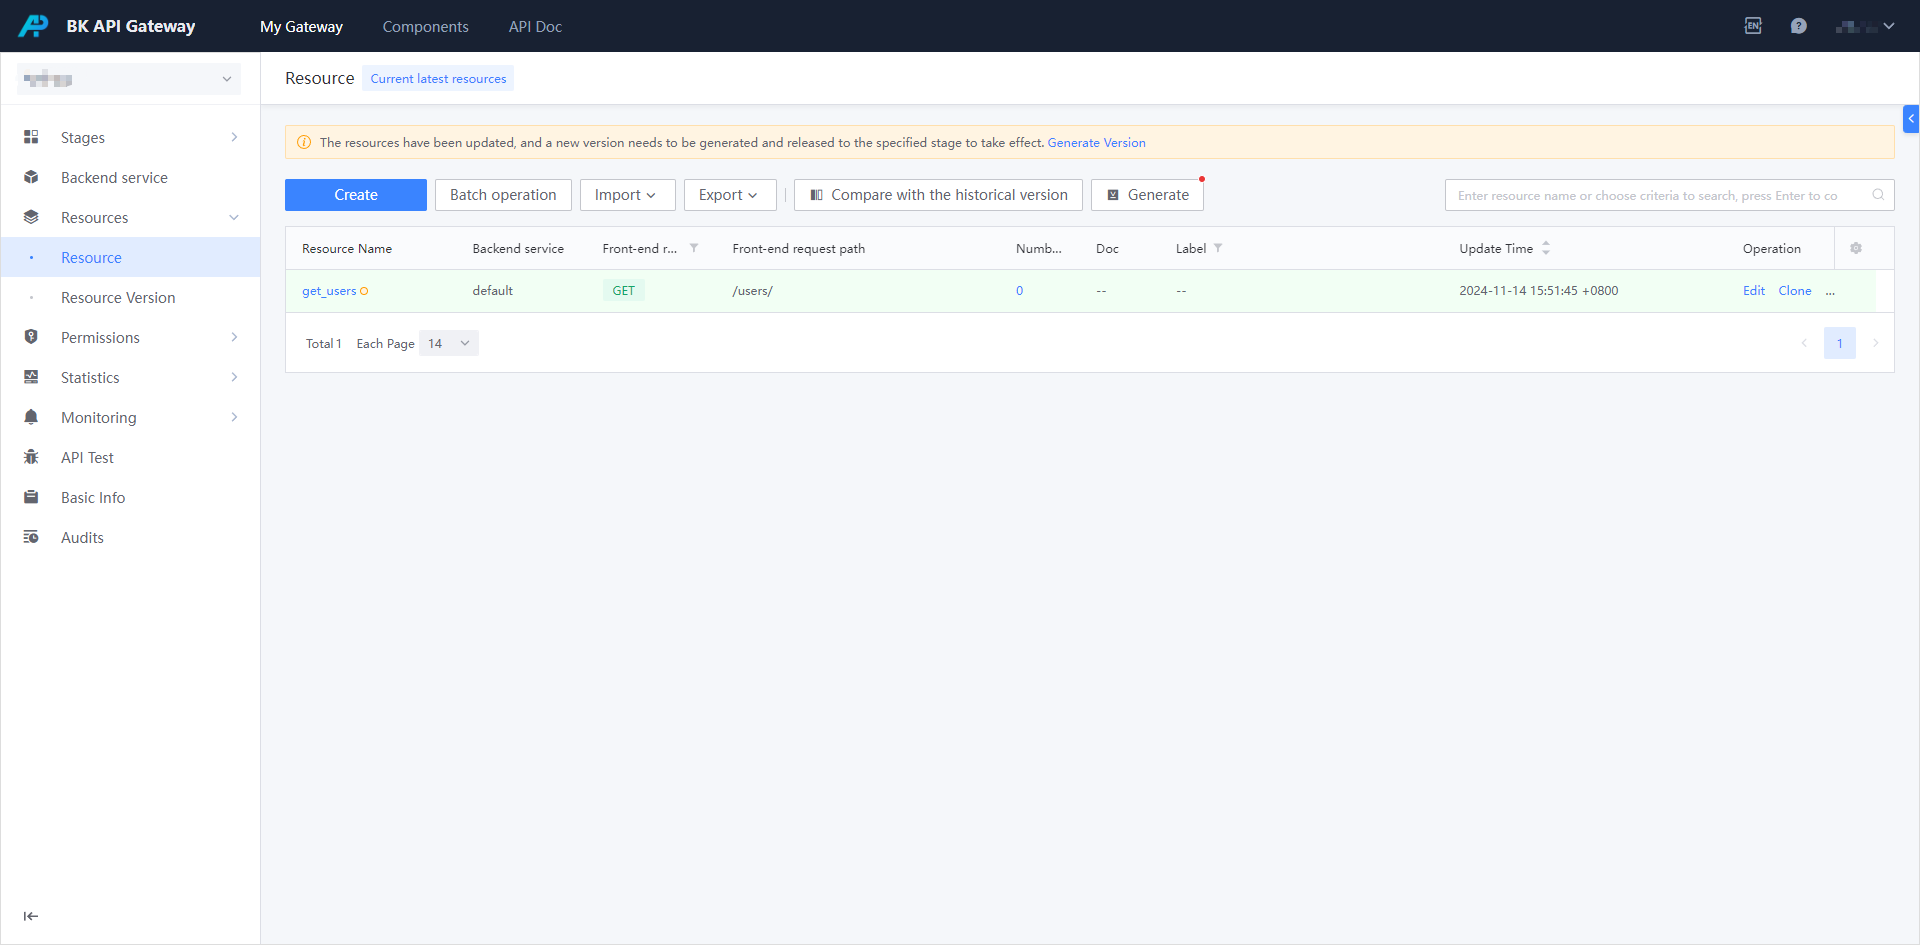 BK API Gateway My Gateway Components API Doc EN ?
Resource Current latest resources
Stages
Backend service
Resources
Resource
Resource Version
Permissions
Statistics
Monitoring
API Test
Basic Info
Audits
The resources have been updated, and a new version needs to be generated and released to the specified stage to take effect. Generate Version
Create Batch operation Import Export Compare with the historical version Generate Enter resource name or choose criteria to search, press Enter to co
Resource Name Backend service Front-end r... Front-end request path Numb... Doc Label Update Time Operation
get_users default GET /users/ 0 -- -- 2024-11-14 15:51:45 +0800 Edit Clone ...
Total 1 Each Page 14 1